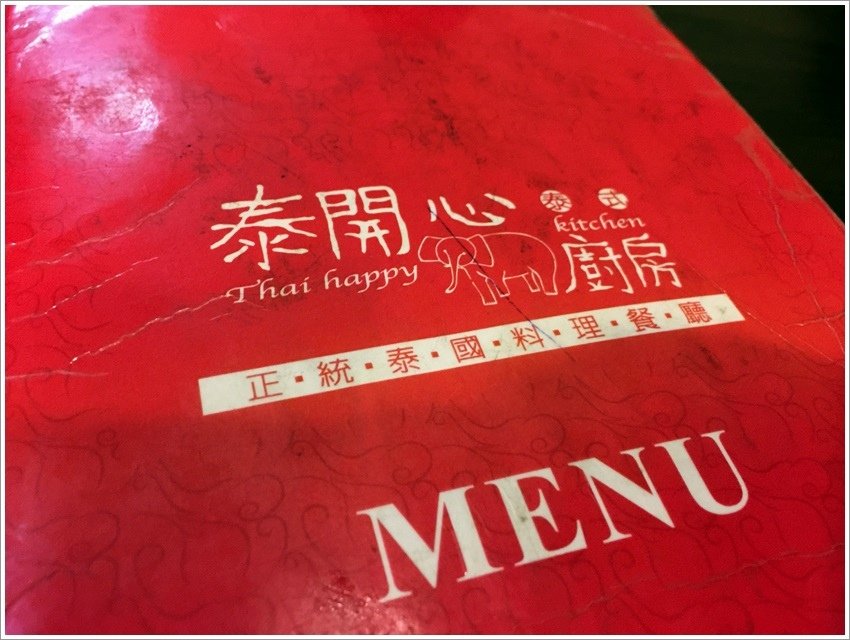 泰開心 泰式
kitchen
Thai happy 廚房
正・統・泰・國・料・理・餐・廳
MENU